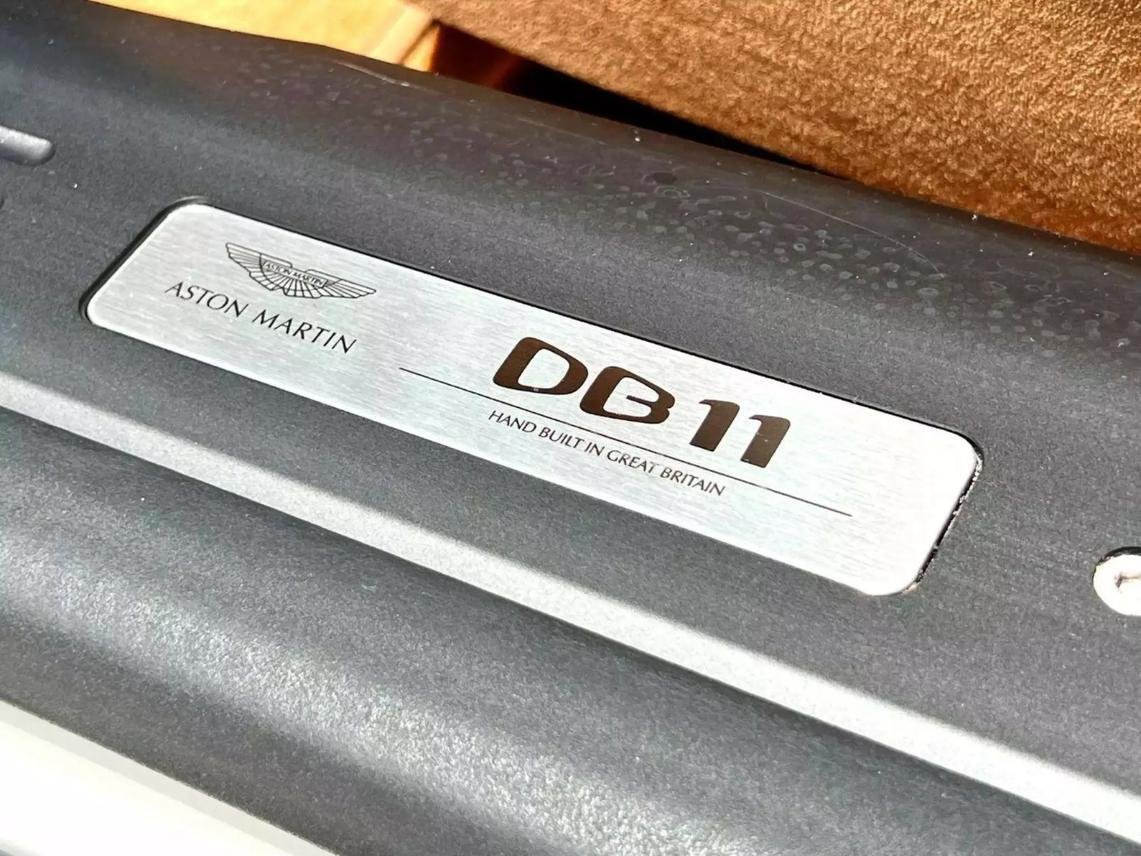 ASTON MARTIN
ASTON MARTIN
DB11
HAND BUILT IN GREAT BRITAIN